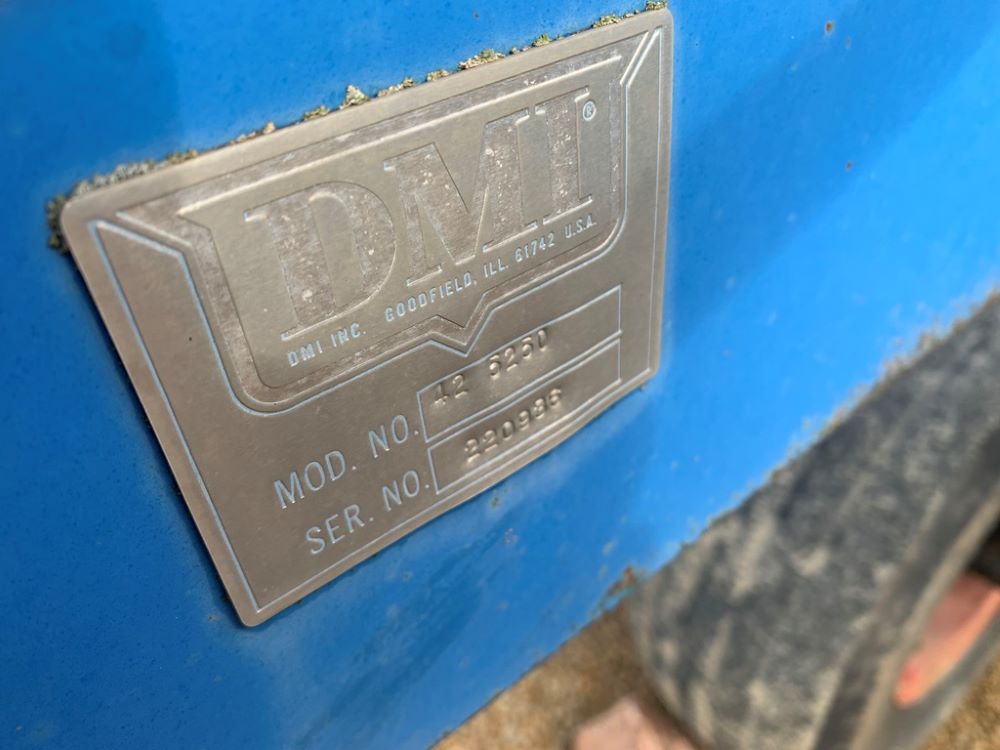 DMI®
DMI INC. GOODFIELD, ILL. 61742 U.S.A.
MOD. NO. 42 5250
SER. NO. 220986